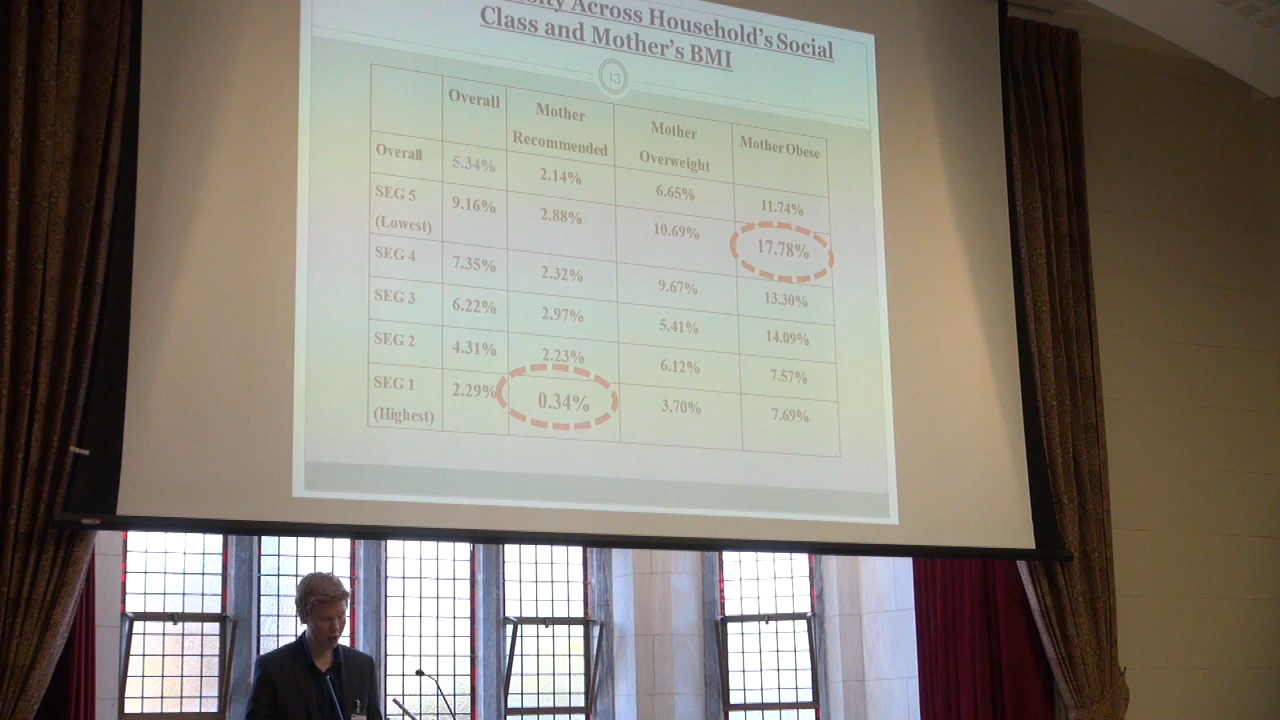 Across Household's Social
Class and Mother's BMI
13
Overall Mother Recommended Mother Overweight Mother Obese
Overall 5.34% 2.14% 6.65% 11.74%
SEG 5 (Lowest) 9.16% 2.88% 10.69% 17.78%
SEG 4 7.35% 2.32% 9.67% 13.30%
SEG 3 6.22% 2.97% 5.41% 14.09%
SEG 2 4.31% 2.23% 6.12% 7.57%
SEG 1 (Highest) 2.29% 0.34% 3.70% 7.69%